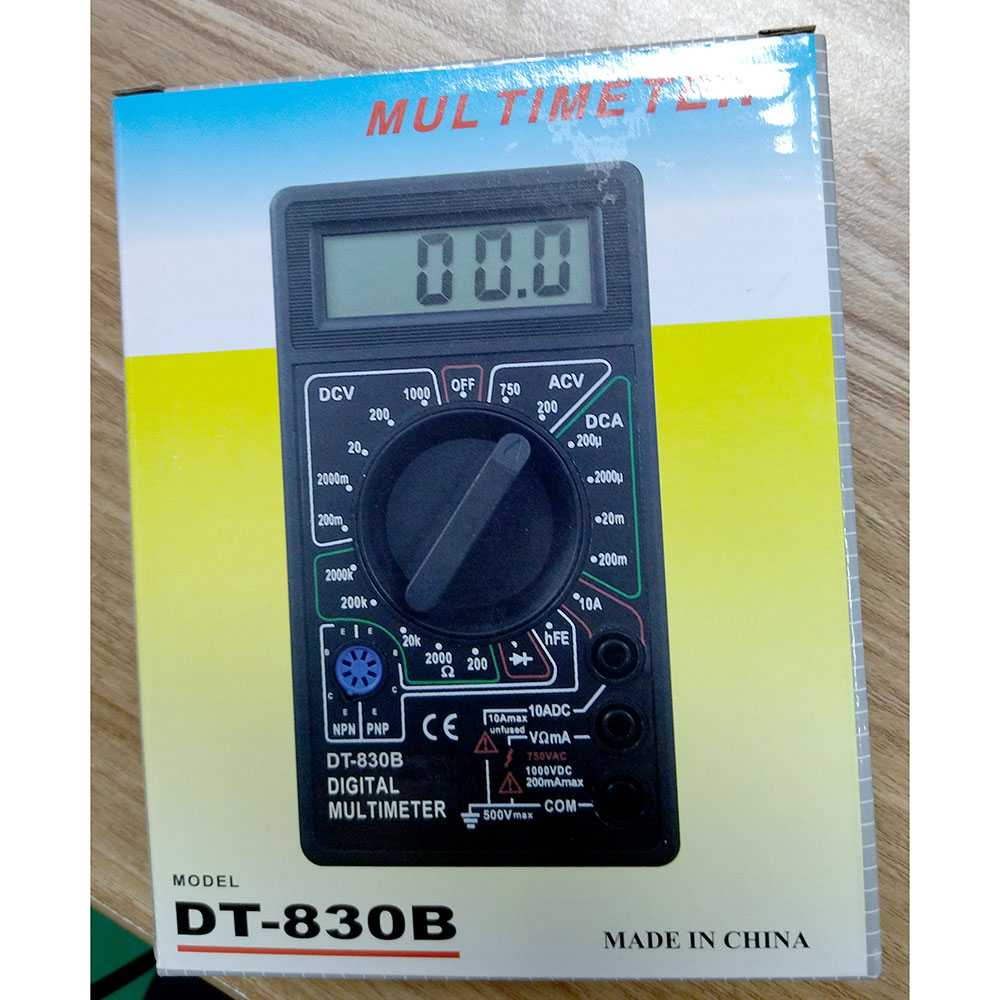 MULTIMETER
00.0
DCV
1000
OFF
750
ACV
200
200
DCA
20
200μ
2000m
2000μ
200m
20m
2000k
200m
200k
10A
20k
2000
Ω
200
hFE
E E
B B
C C
E E
NPN PNP
CE
10Amax
unfused
10ADC
VΩmA
750VAC
1000VDC
200mAmax
COM
500Vmax
DT-830B
DIGITAL
MULTIMETER
MODEL
DT-830B
MADE IN CHINA